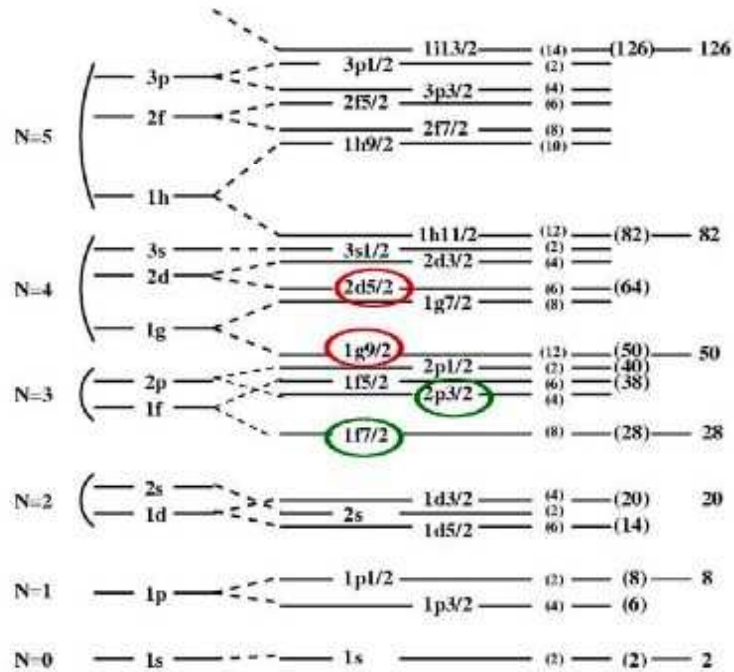 1i13/2 (14) (126) 126
3p1/2 (2)
3p
3p3/2 (4)
2f5/2 (6)
2f
2f7/2 (8)
N=5
1h9/2 (10)
1h
1h11/2 (12) (82) 82
3s 3s1/2 (2)
2d3/2 (4)
2d
N=4 2d5/2 (6) (64)
1g7/2 (8)
1g
1g9/2 (12) (50) 50
2p1/2 (2) (40)
2p 1f5/2 (6) (38)
N=3 2p3/2 (4)
1f
1f7/2 (8) (28) 28
2s
N=2 1d3/2 (4) (20) 20
1d 2s (2)
1d5/2 (6) (14)
1p1/2 (2) (8) 8
N=1 1p
1p3/2 (4) (6)
N=0 1s 1s (2) (2) 2